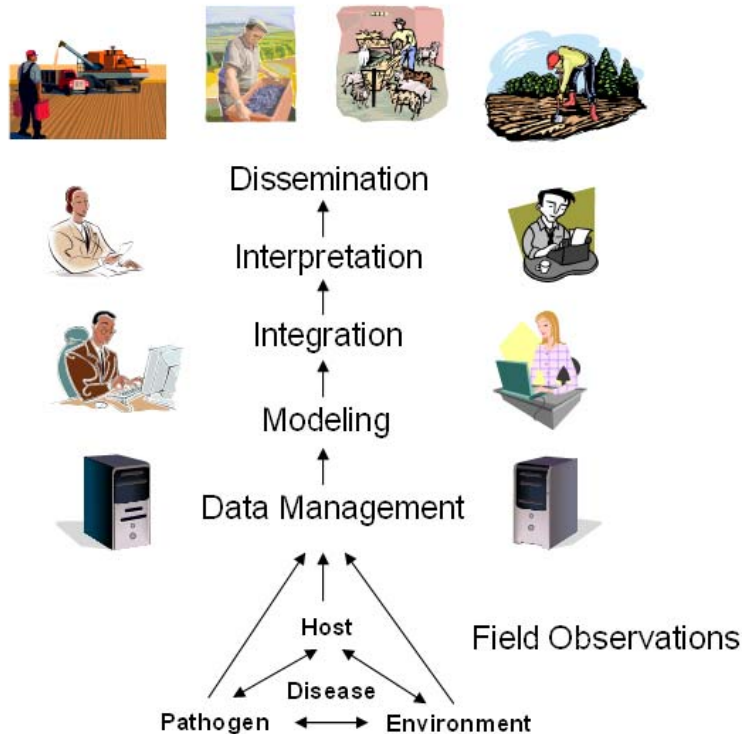 Dissemination
Interpretation
Integration
Modeling
Data Management
Host
Field Observations
Disease
Pathogen
Environment